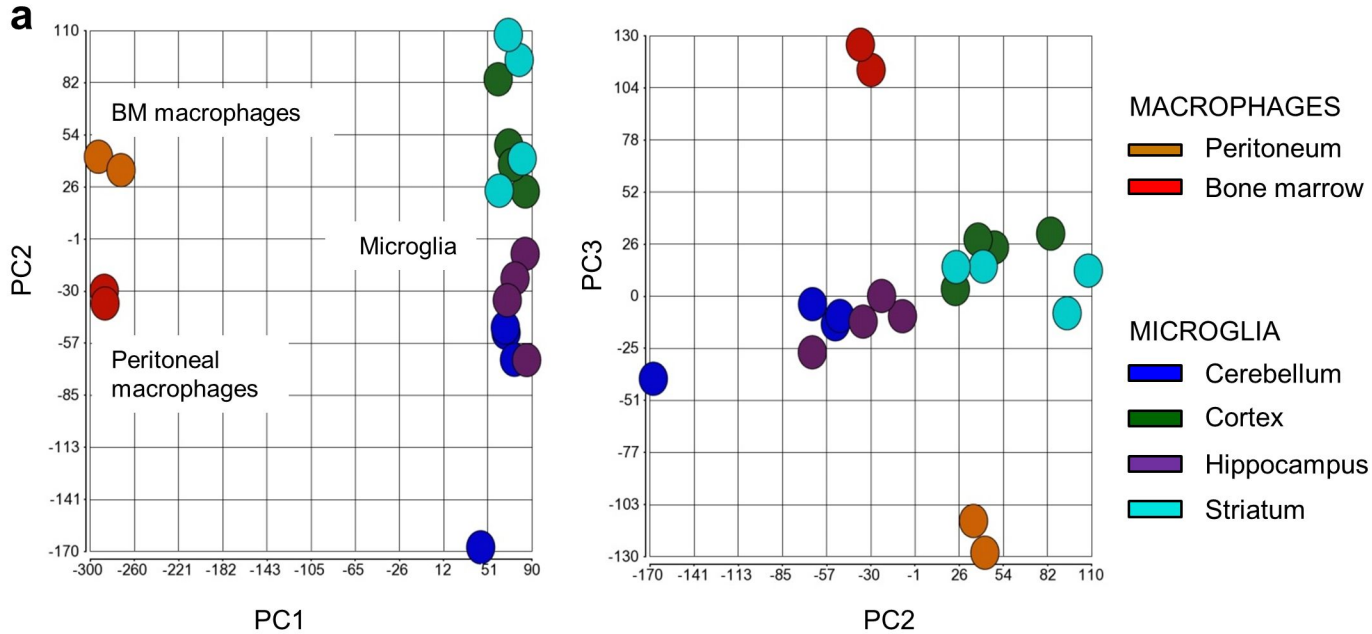 a
110
82
54
26
-1
-30
-57
-85
-113
-141
-170
PC2
BM macrophages
Microglia
Peritoneal
macrophages
-300 -260 -221 -182 -143 -105 -65 -26 12 51 90
PC1
130
104
78
52
26
0
-25
-51
-77
-103
-130
PC3
-170 -141 -113 -85 -57 -30 -1 26 54 82 110
PC2
MACROPHAGES
Peritoneum
Bone marrow
MICROGLIA
Cerebellum
Cortex
Hippocampus
Striatum